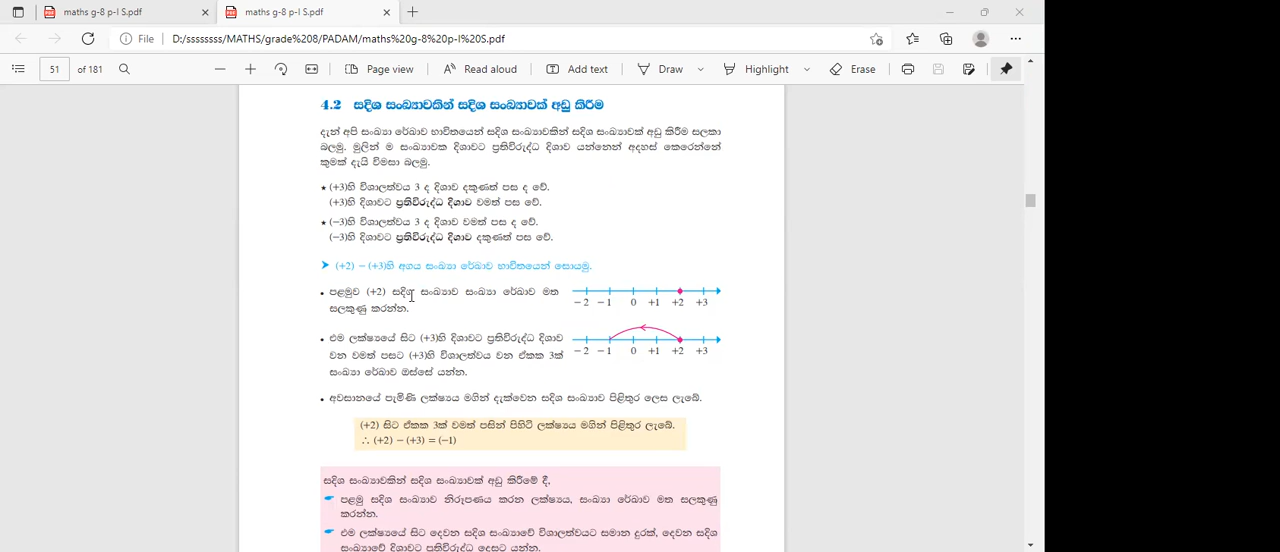 maths g-8 p-I S.pdf
maths g-8 p-I S.pdf
File
D:/ssssssss/MATHS/grade%208/PADAM/maths%20g-8%20p-I%20S.pdf
51 of 181
Page view
Read aloud
Add text
Draw
Highlight
Erase
4.2 සදිශ සංඛ්‍යාවකින් සදිශ සංඛ්‍යාවක් අඩු කිරීම
දැන් අපි සංඛ්‍යා රේඛාව භාවිතයෙන් සදිශ සංඛ්‍යාවකින් සදිශ සංඛ්‍යාවක් අඩු කිරීම සලකා
බලමු. මුලින් ම සංඛ්‍යාවක දිශාවට ප්‍රතිවිරුද්ධ දිශාව යන්නෙන් අදහස් කෙරෙන්නේ
කුමක් දැයි විමසා බලමු.
★ (+3)හි විශාලත්වය 3 ද දිශාව දකුණත් පස ද වේ.
(+3)හි දිශාවට ප්‍රතිවිරුද්ධ දිශාව වමත් පස වේ.
★ (−3)හි විශාලත්වය 3 ද දිශාව වමත් පස ද වේ.
(−3)හි දිශාවට ප්‍රතිවිරුද්ධ දිශාව දකුණත් පස වේ.
➤ (+2) − (+3)හි අගය සංඛ්‍යා රේඛාව භාවිතයෙන් සොයමු.
• පළමුව (+2) සදිශ සංඛ්‍යාව සංඛ්‍යා රේඛාව මත
සලකුණු කරන්න.
−2 −1 0 +1 +2 +3
• එම ලක්ෂ්‍යයේ සිට (+3)හි දිශාවට ප්‍රතිවිරුද්ධ දිශාව
වන වමත් පසට (+3)හි විශාලත්වය වන ඒකක 3ක්
සංඛ්‍යා රේඛාව ඔස්සේ යන්න.
−2 −1 0 +1 +2 +3
• අවසානයේ පැමිණි ලක්ෂ්‍යය මගින් දැක්වෙන සදිශ සංඛ්‍යාව පිළිතුර ලෙස ලැබේ.
(+2) සිට ඒකක 3ක් වමත් පසින් පිහිටි ලක්ෂ්‍යය මගින් පිළිතුර ලැබේ.
∴ (+2) − (+3) = (−1)
සදිශ සංඛ්‍යාවකින් සදිශ සංඛ්‍යාවක් අඩු කිරීමේ දී,
පළමු සදිශ සංඛ්‍යාව නිරූපණය කරන ලක්ෂ්‍යය, සංඛ්‍යා රේඛාව මත සලකුණු
කරන්න.
එම ලක්ෂ්‍යයේ සිට දෙවන සදිශ සංඛ්‍යාවේ විශාලත්වයට සමාන දුරක්, දෙවන සදිශ
සංඛ්‍යාවේ දිශාවට ප්‍රතිවිරුද්ධ දෙසට යන්න.